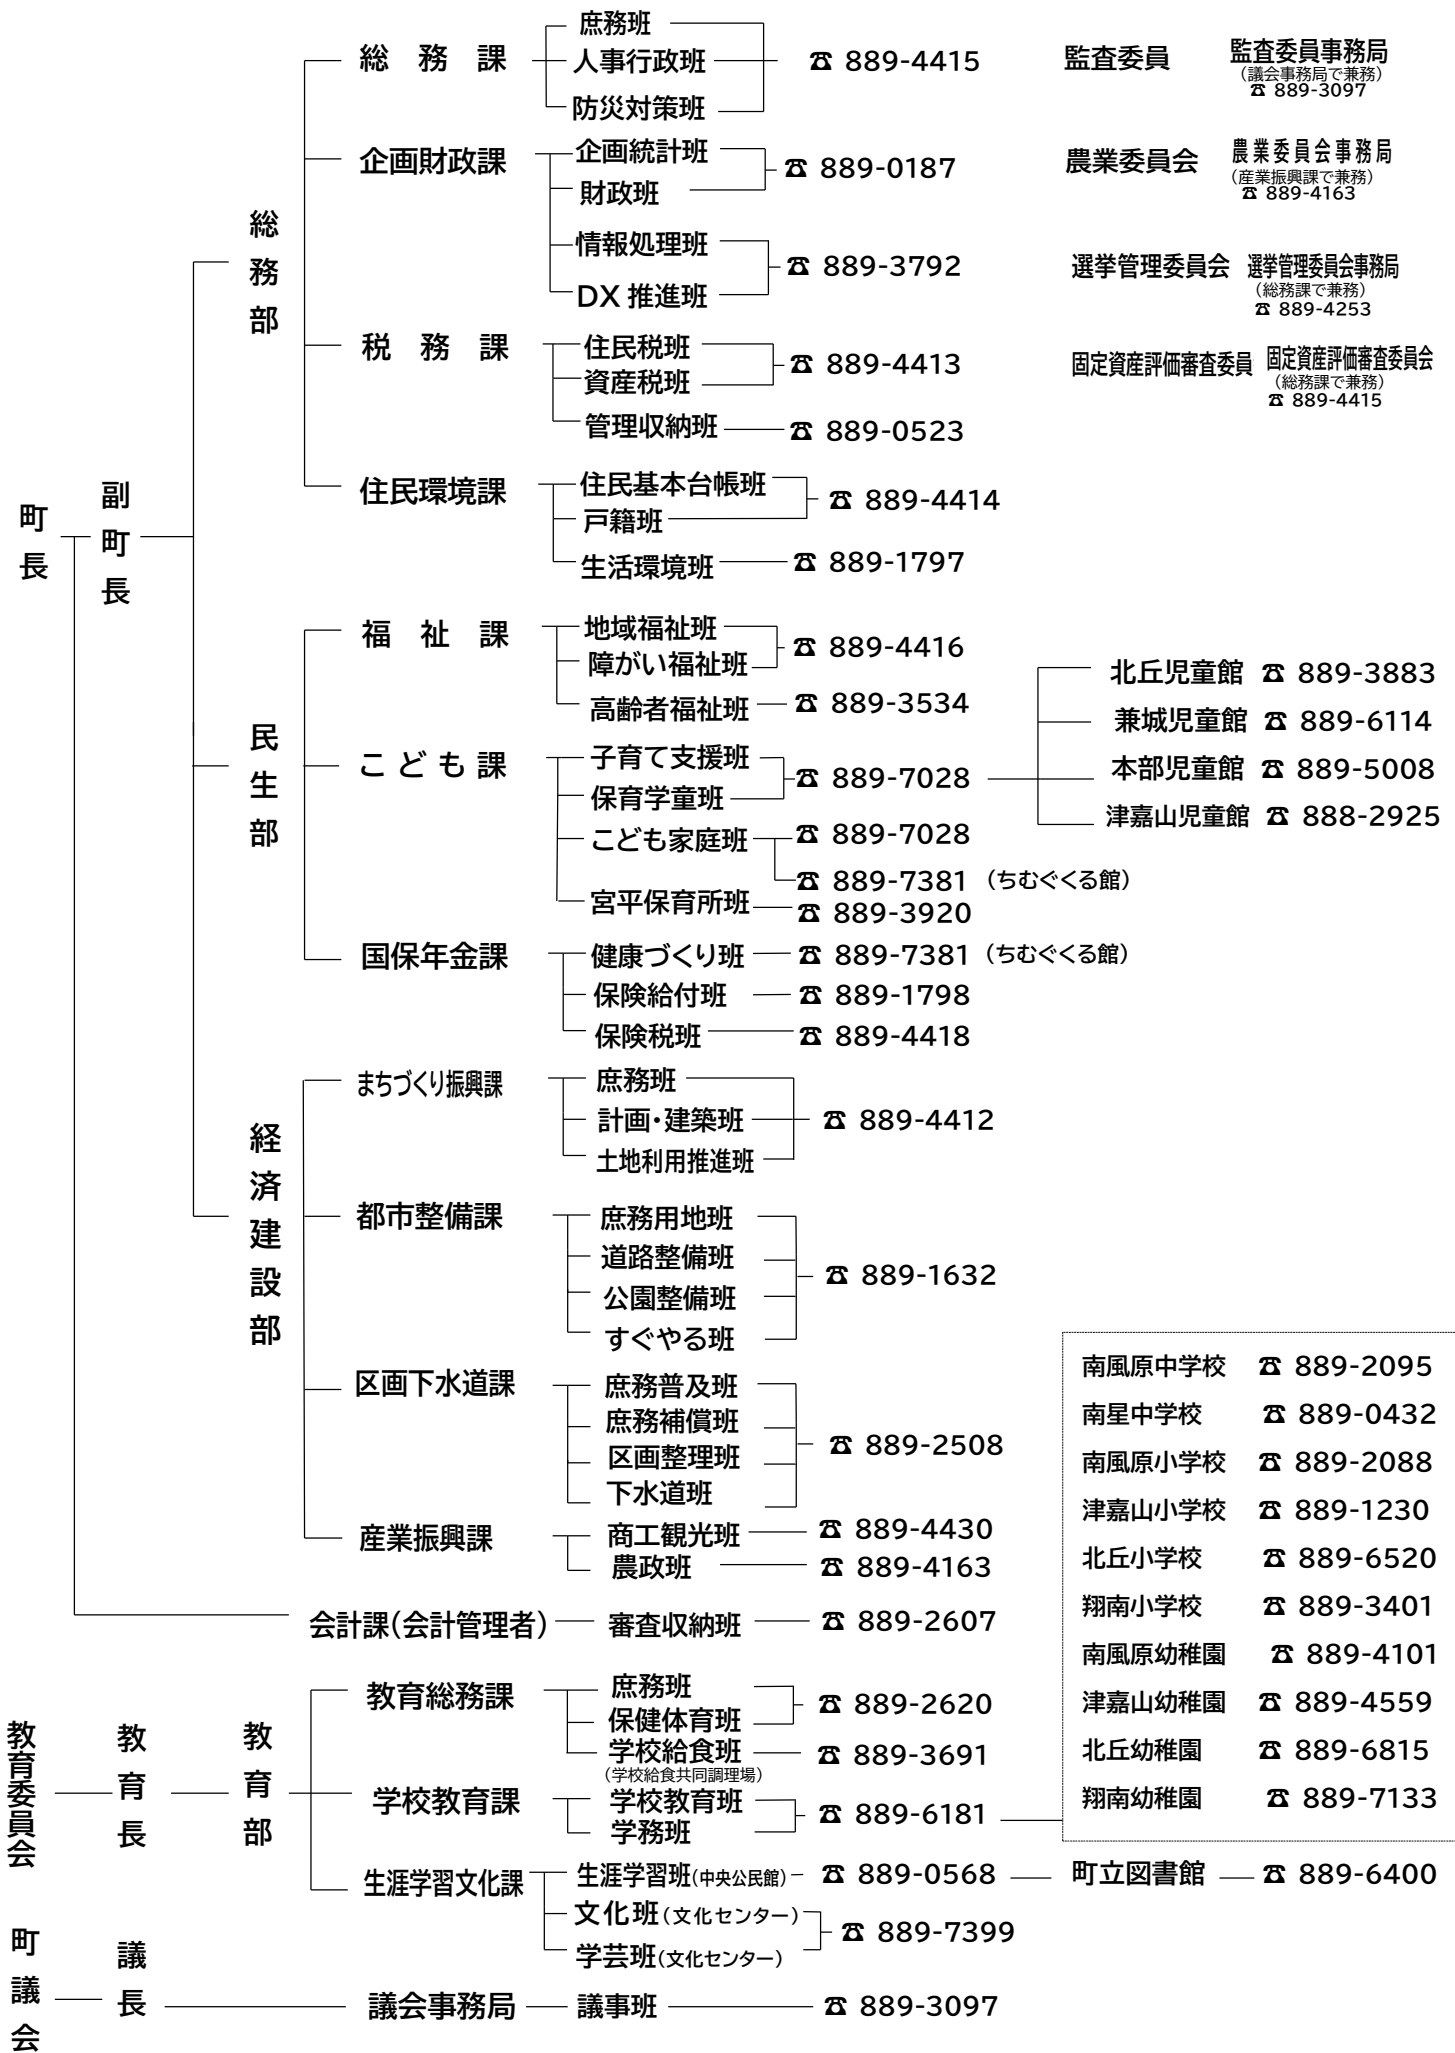 町長
副町長
総務部
総務課
庶務班
人事行政班
防災対策班
☎ 889-4415
企画財政課
企画統計班
財政班
☎ 889-0187
情報処理班
DX 推進班
☎ 889-3792
税務課
住民税班
資産税班
☎ 889-4413
管理収納班 ☎ 889-0523
住民環境課
住民基本台帳班
戸籍班
☎ 889-4414
生活環境班 ☎ 889-1797
民生部
福祉課
地域福祉班
障がい福祉班
☎ 889-4416
高齢者福祉班 ☎ 889-3534
こども課
子育て支援班
保育学童班
☎ 889-7028
北丘児童館 ☎ 889-3883
兼城児童館 ☎ 889-6114
本部児童館 ☎ 889-5008
津嘉山児童館 ☎ 888-2925
こども家庭班 ☎ 889-7028
☎ 889-7381 (ちむぐくる館)
宮平保育所班 ☎ 889-3920
国保年金課
健康づくり班 ☎ 889-7381 (ちむぐくる館)
保険給付班 ☎ 889-1798
保険税班 ☎ 889-4418
経済建設部
まちづくり振興課
庶務班
計画・建築班
土地利用推進班
☎ 889-4412
都市整備課
庶務用地班
道路整備班
公園整備班
すぐやる班
☎ 889-1632
区画下水道課
庶務普及班
庶務補償班
区画整理班
下水道班
☎ 889-2508
産業振興課
商工観光班 ☎ 889-4430
農政班 ☎ 889-4163
会計課(会計管理者) 審査収納班 ☎ 889-2607
教育委員会
教育長
教育部
教育総務課
庶務班
保健体育班
☎ 889-2620
学校給食班 ☎ 889-3691
(学校給食共同調理場)
学校教育課
学校教育班
学務班
☎ 889-6181
南風原中学校 ☎ 889-2095
南星中学校 ☎ 889-0432
南風原小学校 ☎ 889-2088
津嘉山小学校 ☎ 889-1230
北丘小学校 ☎ 889-6520
翔南小学校 ☎ 889-3401
南風原幼稚園 ☎ 889-4101
津嘉山幼稚園 ☎ 889-4559
北丘幼稚園 ☎ 889-6815
翔南幼稚園 ☎ 889-7133
生涯学習文化課
生涯学習班(中央公民館) ☎ 889-0568 町立図書館 ☎ 889-6400
文化班(文化センター)
学芸班(文化センター)
☎ 889-7399
町議会
議長
議会事務局 議事班 ☎ 889-3097
監査委員 監査委員事務局
(議会事務局で兼務)
☎ 889-3097
農業委員会 農業委員会事務局
(産業振興課で兼務)
☎ 889-4163
選挙管理委員会 選挙管理委員会事務局
(総務課で兼務)
☎ 889-4253
固定資産評価審査委員 固定資産評価審査委員会
(総務課で兼務)
☎ 889-4415